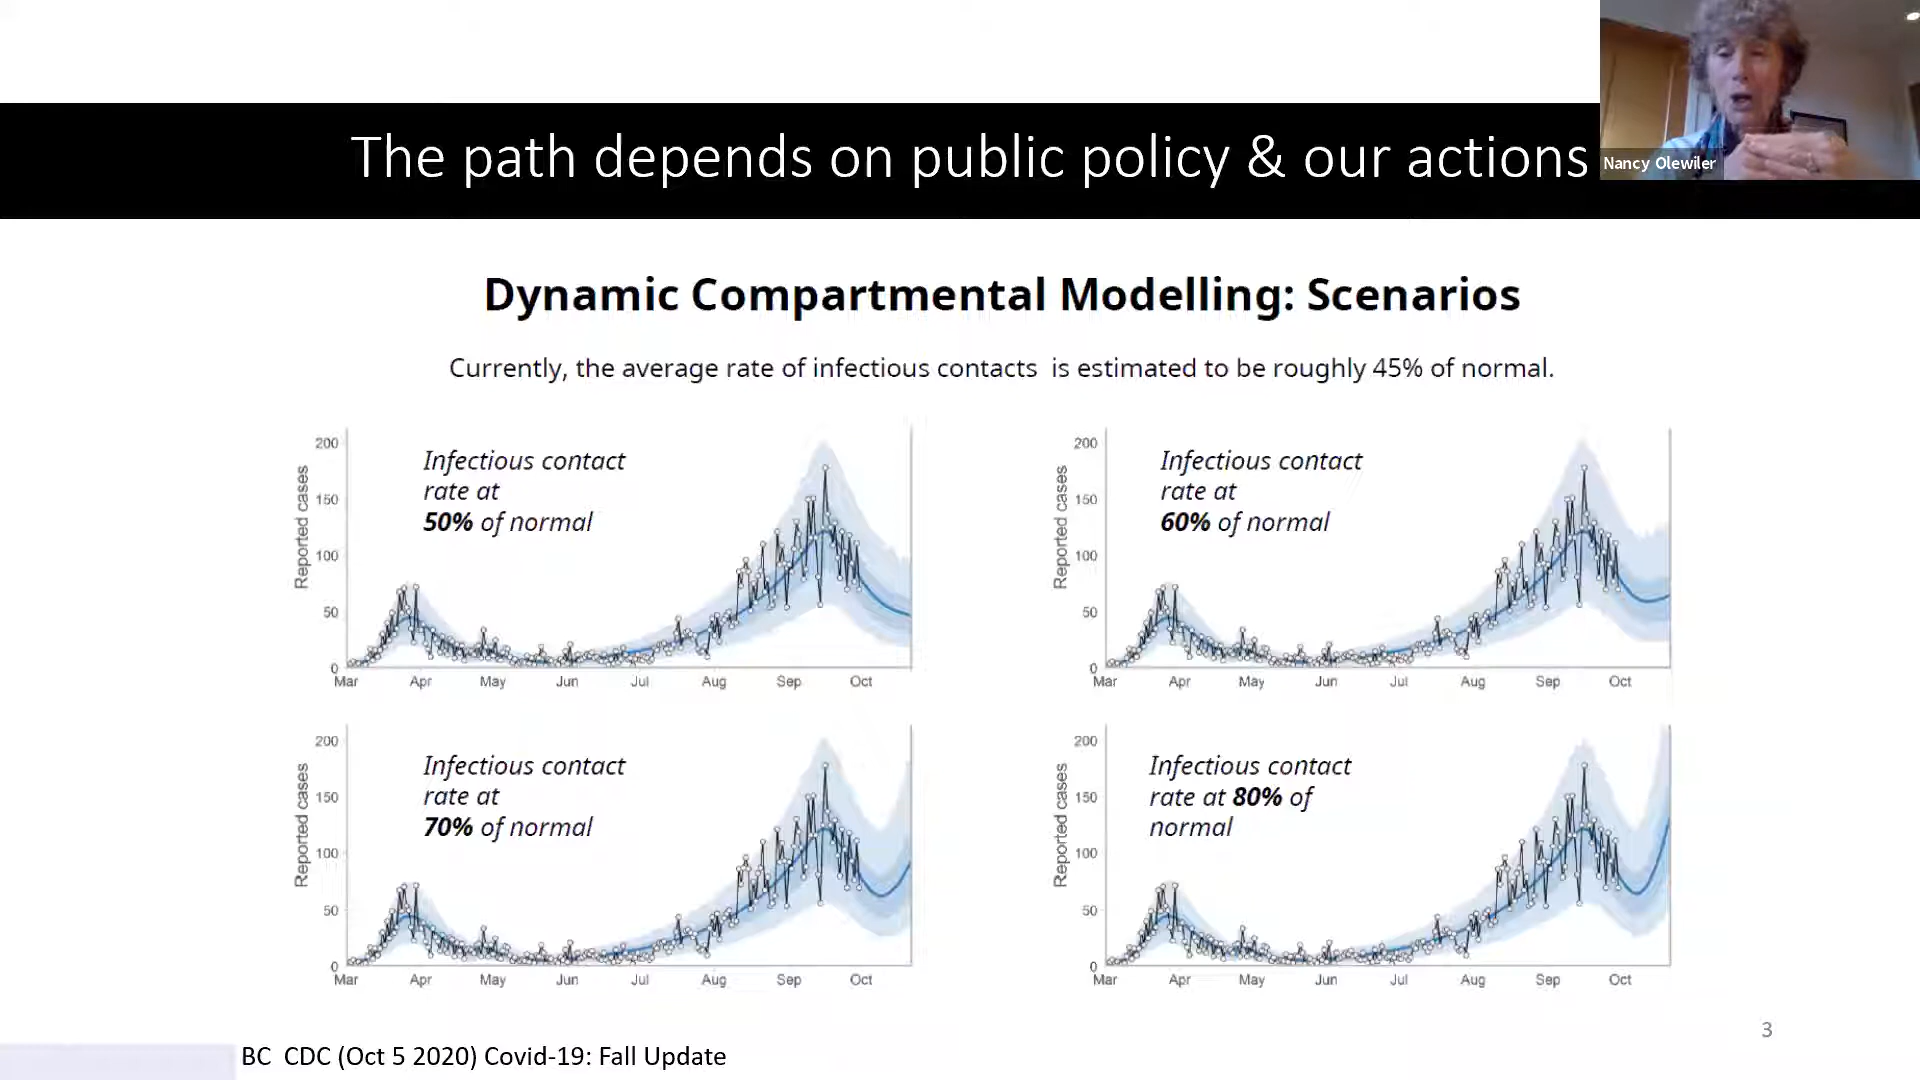 The path depends on public policy & our actions
Nancy Olewiler
Dynamic Compartmental Modelling: Scenarios
Currently, the average rate of infectious contacts is estimated to be roughly 45% of normal.
Infectious contact
rate at
50% of normal
Reported cases
200
150
100
50
0
Mar Apr May Jun Jul Aug Sep Oct
Infectious contact
rate at
60% of normal
Reported cases
200
150
100
50
0
Mar Apr May Jun Jul Aug Sep Oct
Infectious contact
rate at
70% of normal
Reported cases
200
150
100
50
0
Mar Apr May Jun Jul Aug Sep Oct
Infectious contact
rate at 80% of
normal
Reported cases
200
150
100
50
0
Mar Apr May Jun Jul Aug Sep Oct
3
BC CDC (Oct 5 2020) Covid-19: Fall Update